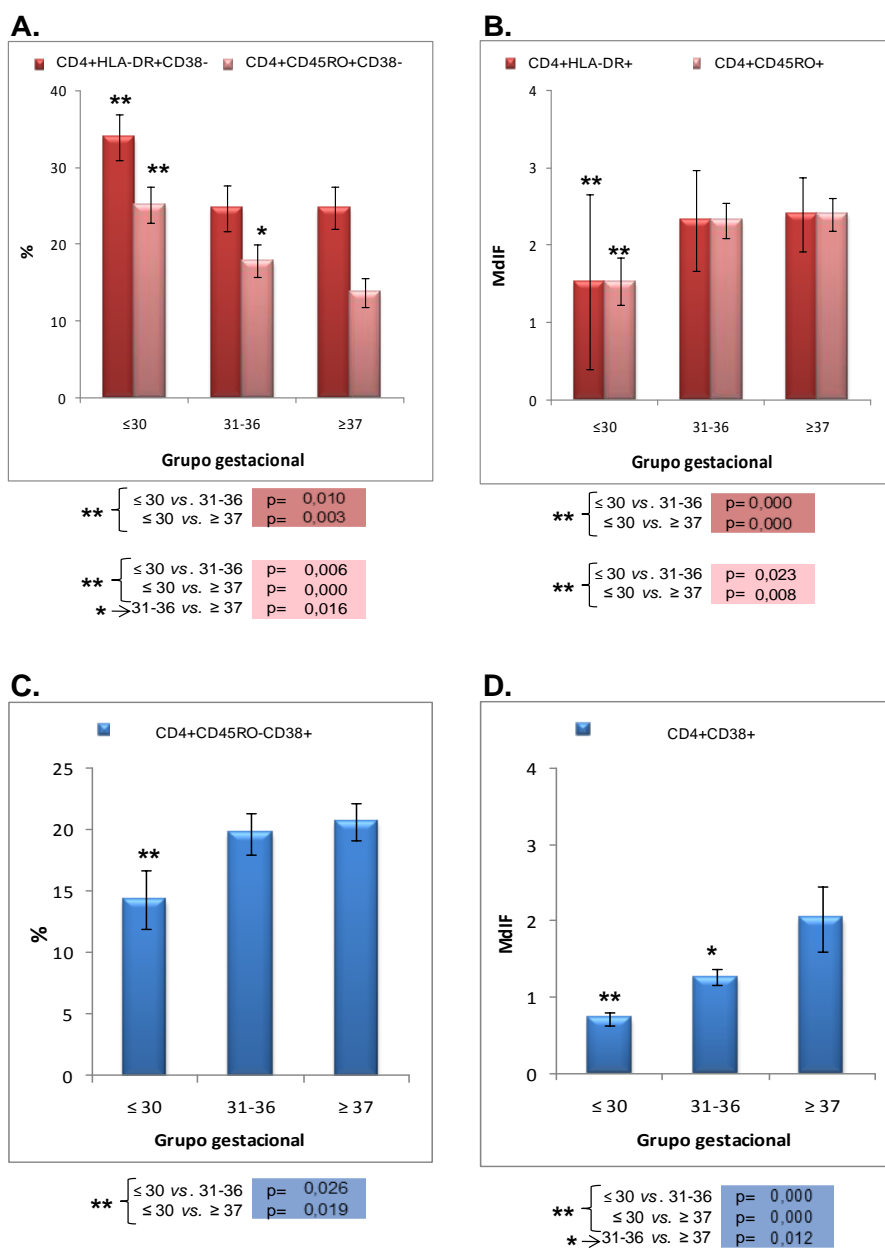 A.
CD4+HLA-DR+CD38- CD4+CD45RO+CD38-
40
30
20
10
0
%
** ** *
≤30 31-36 ≥37
Grupo gestacional
** ≤ 30 vs. 31-36 p= 0,010
≤ 30 vs. ≥ 37 p= 0,003
** ≤ 30 vs. 31-36 p= 0,006
≤ 30 vs. ≥ 37 p= 0,000
* 31-36 vs. ≥ 37 p= 0,016
B.
CD4+HLA-DR+ CD4+CD45RO+
4
3
2
1
0
MdIF
** **
≤30 31-36 ≥37
Grupo gestacional
** ≤ 30 vs. 31-36 p= 0,000
≤ 30 vs. ≥ 37 p= 0,000
** ≤ 30 vs. 31-36 p= 0,023
≤ 30 vs. ≥ 37 p= 0,008
C.
CD4+CD45RO-CD38+
25
20
15
10
5
0
%
**
≤ 30 31-36 ≥ 37
Grupo gestacional
** ≤ 30 vs. 31-36 p= 0,026
≤ 30 vs. ≥ 37 p= 0,019
D.
CD4+CD38+
4
3
2
1
0
MdIF
** *
≤ 30 31-36 ≥ 37
Grupo gestacional
** ≤ 30 vs. 31-36 p= 0,000
≤ 30 vs. ≥ 37 p= 0,000
* 31-36 vs. ≥ 37 p= 0,012